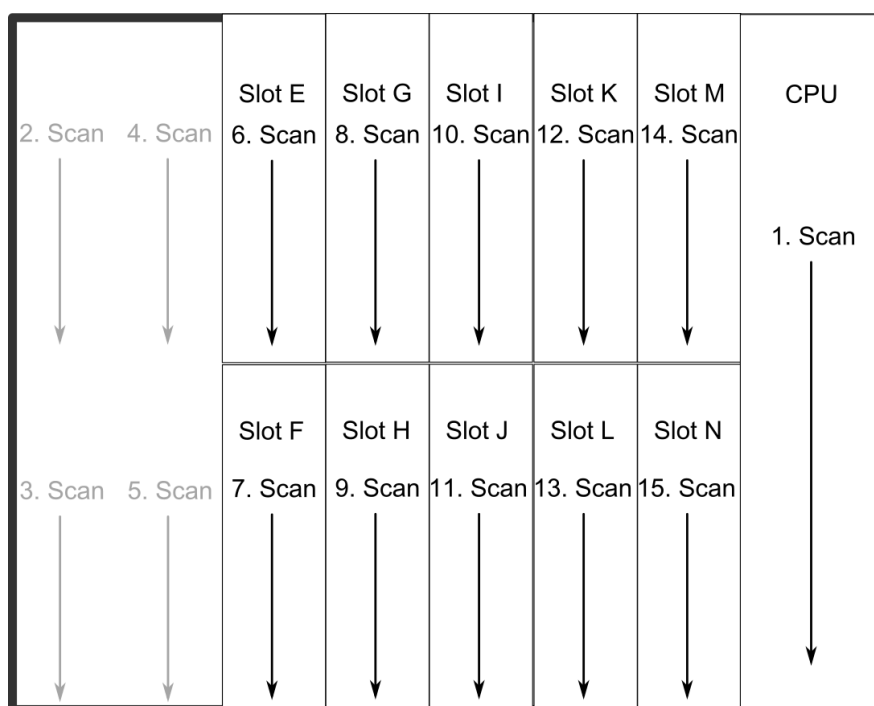 Slot E Slot G Slot I Slot K Slot M CPU
2. Scan 4. Scan 6. Scan 8. Scan 10. Scan 12. Scan 14. Scan
1. Scan
Slot F Slot H Slot J Slot L Slot N
3. Scan 5. Scan 7. Scan 9. Scan 11. Scan 13. Scan 15. Scan